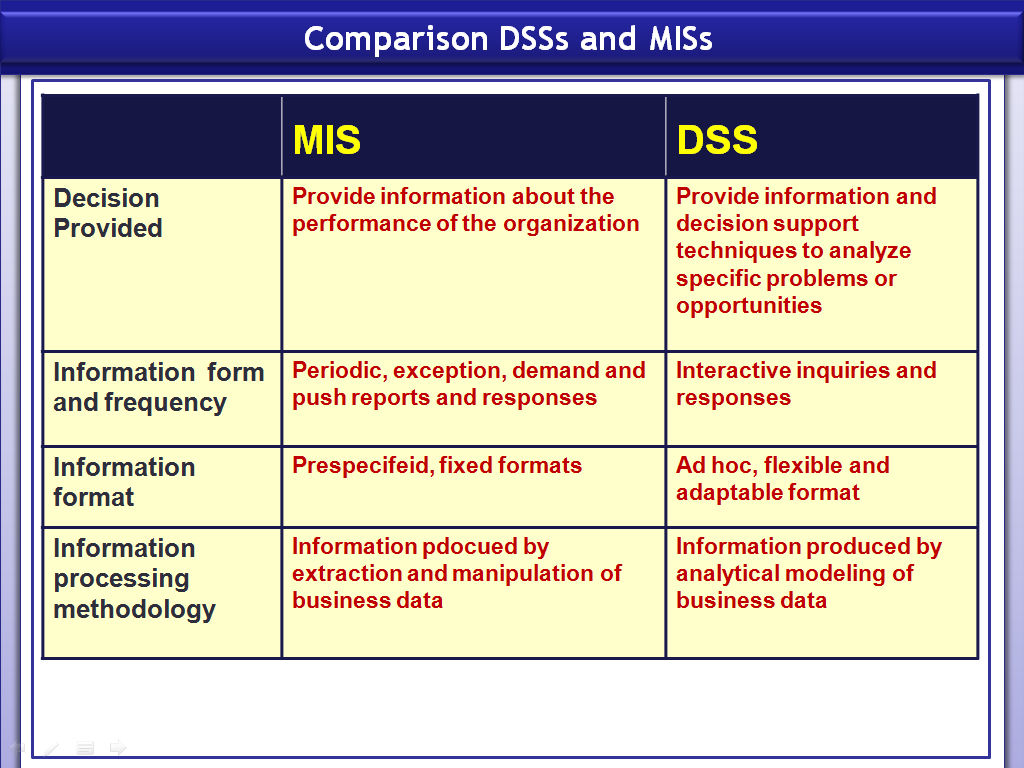 Comparison DSSs and MISs
MIS
DSS
Decision
Provided
Provide information about the
performance of the organization
Provide information and
decision support
techniques to analyze
specific problems or
opportunities
Information form
and frequency
Periodic, exception, demand and
push reports and responses
Interactive inquiries and
responses
Information
format
Prespecifeid, fixed formats
Ad hoc, flexible and
adaptable format
Information
processing
methodology
Information pdocued by
extraction and manipulation of
business data
Information produced by
analytical modeling of
business data